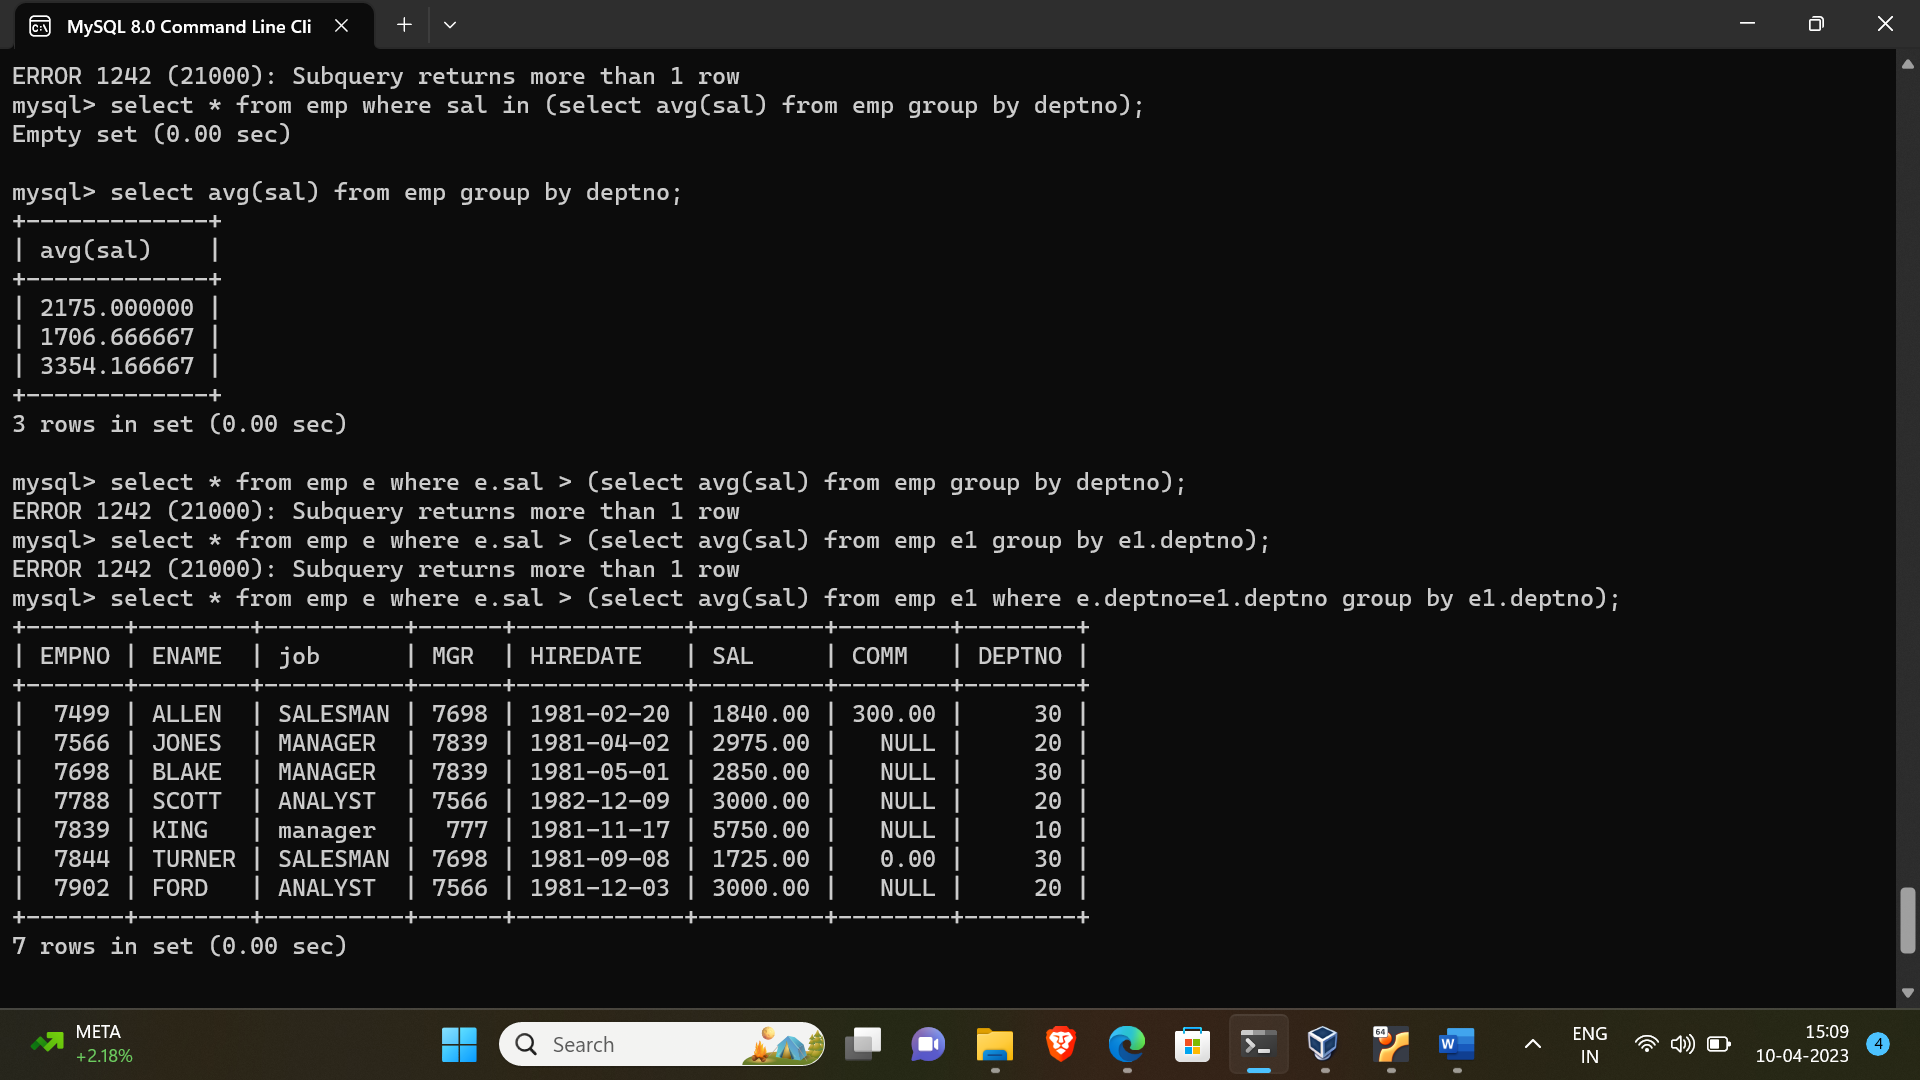 MySQL 8.0 Command Line Cli
ERROR 1242 (21000): Subquery returns more than 1 row
mysql> select * from emp where sal in (select avg(sal) from emp group by deptno);
Empty set (0.00 sec)
mysql> select avg(sal) from emp group by deptno;
+-------------+
| avg(sal)    |
+-------------+
| 2175.000000 |
| 1706.666667 |
| 3354.166667 |
+-------------+
3 rows in set (0.00 sec)
mysql> select * from emp e where e.sal > (select avg(sal) from emp group by deptno);
ERROR 1242 (21000): Subquery returns more than 1 row
mysql> select * from emp e where e.sal > (select avg(sal) from emp e1 group by e1.deptno);
ERROR 1242 (21000): Subquery returns more than 1 row
mysql> select * from emp e where e.sal > (select avg(sal) from emp e1 where e.deptno=e1.deptno group by e1.deptno);
+-------+--------+----------+------+------------+---------+--------+--------+
| EMPNO | ENAME  | job      | MGR  | HIREDATE   | SAL     | COMM   | DEPTNO |
+-------+--------+----------+------+------------+---------+--------+--------+
|  7499 | ALLEN  | SALESMAN | 7698 | 1981-02-20 | 1840.00 | 300.00 |     30 |
|  7566 | JONES  | MANAGER  | 7839 | 1981-04-02 | 2975.00 |   NULL |     20 |
|  7698 | BLAKE  | MANAGER  | 7839 | 1981-05-01 | 2850.00 |   NULL |     30 |
|  7788 | SCOTT  | ANALYST  | 7566 | 1982-12-09 | 3000.00 |   NULL |     20 |
|  7839 | KING   | manager  |  777 | 1981-11-17 | 5750.00 |   NULL |     10 |
|  7844 | TURNER | SALESMAN | 7698 | 1981-09-08 | 1725.00 |   0.00 |     30 |
|  7902 | FORD   | ANALYST  | 7566 | 1981-12-03 | 3000.00 |   NULL |     20 |
+-------+--------+----------+------+------------+---------+--------+--------+
7 rows in set (0.00 sec)
META
+2.18%
Search
64
W
ENG
IN
15:09
10-04-2023
4